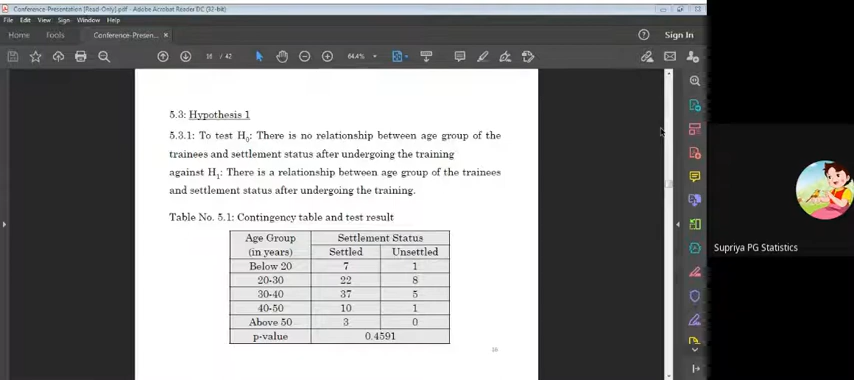 Conference-Presentation [Read-Only].pdf - Adobe Acrobat Reader DC (32-bit)
File Edit View Sign Window Help
Home Tools Conference-Presen... × Sign In
16 / 42 64.4%
5.3: Hypothesis 1
5.3.1: To test H0: There is no relationship between age group of the
trainees and settlement status after undergoing the training
against H1: There is a relationship between age group of the trainees
and settlement status after undergoing the training.
Table No. 5.1: Contingency table and test result
Age Group Settlement Status
(in years) Settled Unsettled
Below 20 7 1
20-30 22 8
30-40 37 5
40-50 10 1
Above 50 3 0
p-value 0.4591
16
Supriya PG Statistics